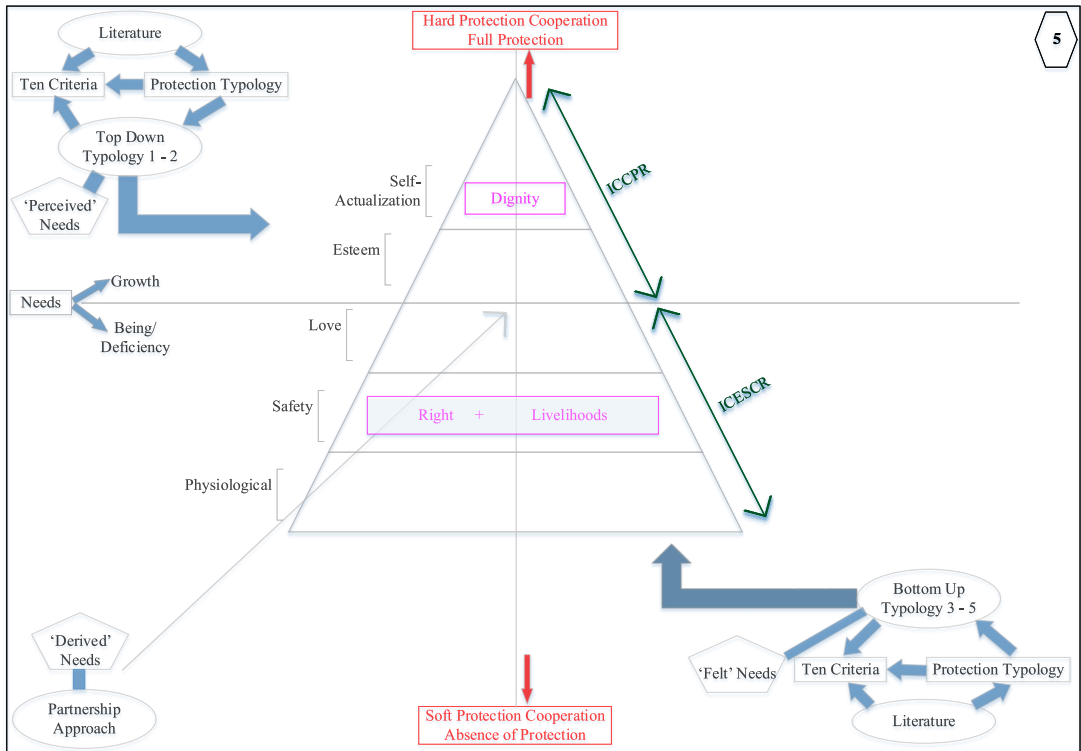 Literature
Ten Criteria
Protection Typology
Top Down
Typology 1 - 2
‘Perceived’
Needs
Hard Protection Cooperation
Full Protection
5
Self-
Actualization
Dignity
ICCPR
Esteem
Needs
Growth
Being/
Deficiency
Love
Safety
Right + Livelihoods
ICESCR
Physiological
‘Derived’
Needs
Partnership
Approach
Soft Protection Cooperation
Absence of Protection
Bottom Up
Typology 3 - 5
‘Felt’ Needs
Ten Criteria
Protection Typology
Literature